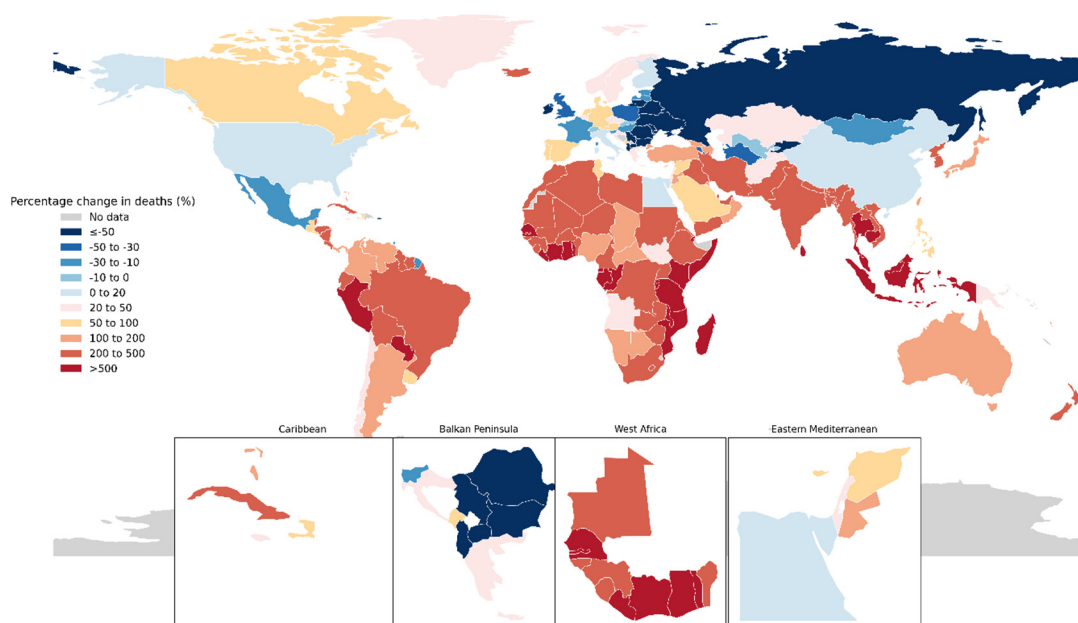 Percentage change in deaths (%)
No data
≤-50
-50 to -30
-30 to -10
-10 to 0
0 to 20
20 to 50
50 to 100
100 to 200
200 to 500
>500
Caribbean
Balkan Peninsula
West Africa
Eastern Mediterranean